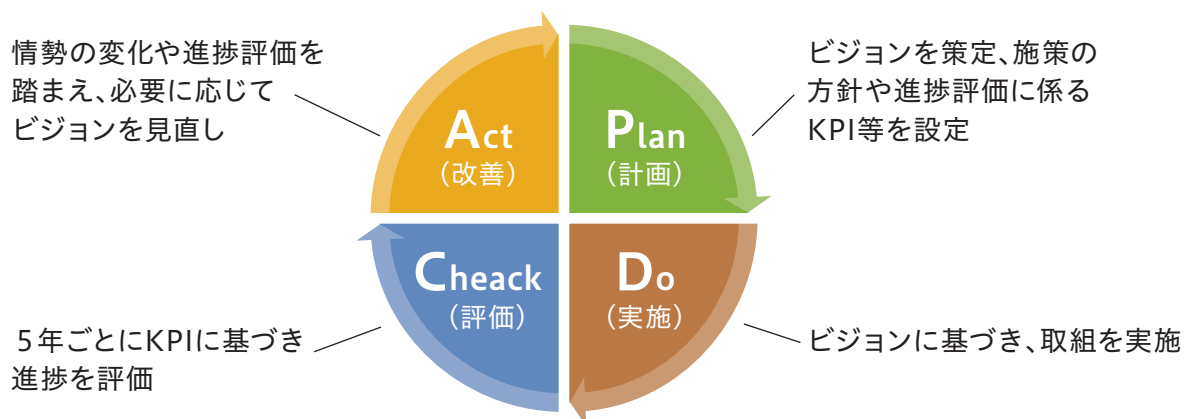 情勢の変化や進捗評価を
踏まえ、必要に応じて
ビジョンを見直し
Act
（改善）
Plan
（計画）
ビジョンを策定、施策の
方針や進捗評価に係る
KPI等を設定
Cheack
（評価）
Do
（実施）
5年ごとにKPIに基づき
進捗を評価
ビジョンに基づき、取組を実施